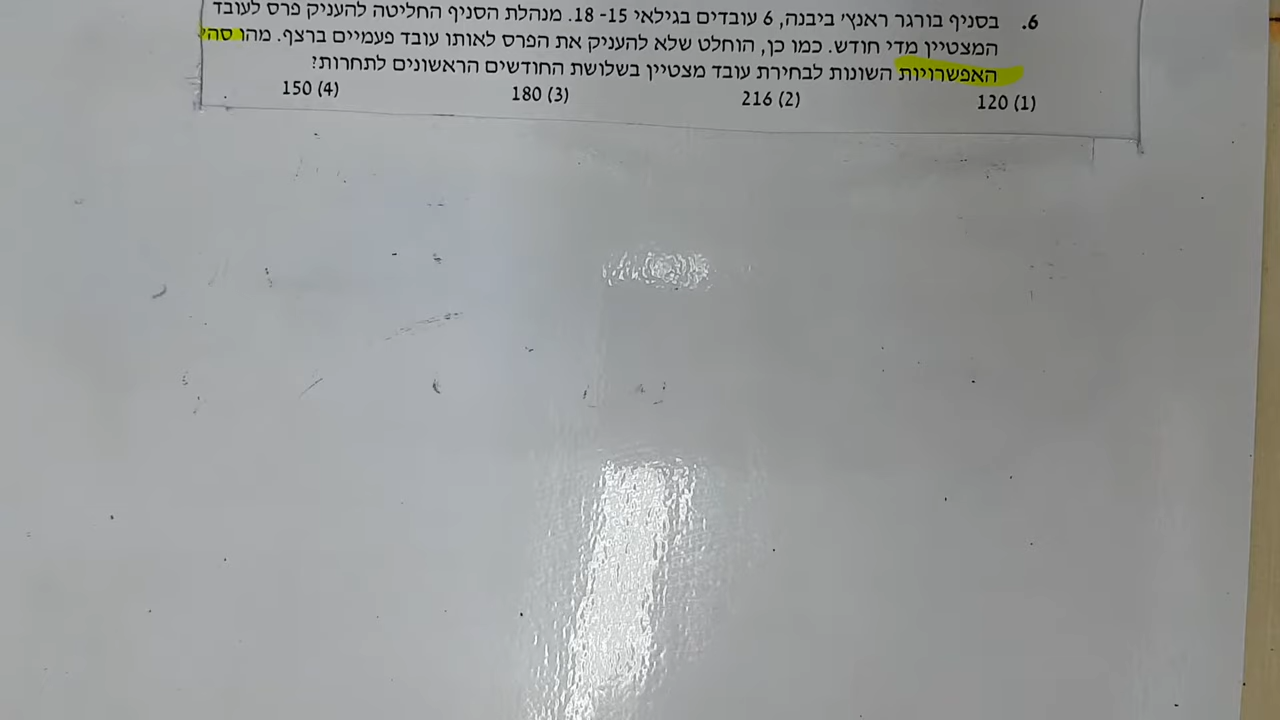 6. בסניף בורגר ראנץ' ביבנה, 6 עובדים בגילאי 15- 18. מנהלת הסניף החליטה להעניק פרס לעובד
המצטיין מדי חודש. כמו כן, הוחלט שלא להעניק את הפרס לאותו עובד פעמיים ברצף. מהו סה"
האפשרויות השונות לבחירת עובד מצטיין בשלושת החודשים הראשונים לתחרות?
(1) 120 (2) 216 (3) 180 (4) 150